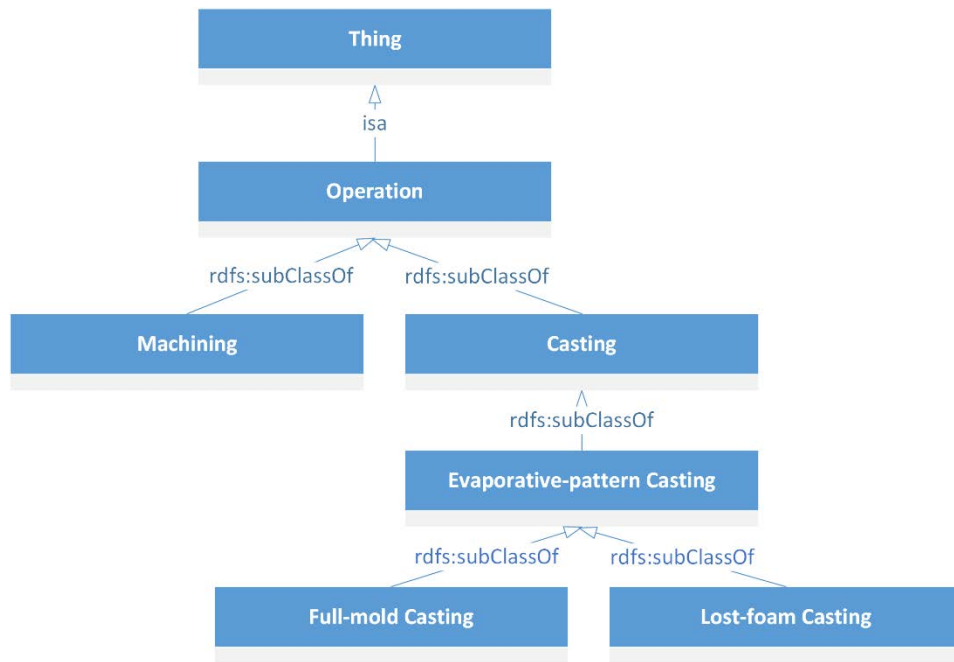 Thing
isa
Operation
rdfs:subClassOf
rdfs:subClassOf
Machining
Casting
rdfs:subClassOf
Evaporative-pattern Casting
rdfs:subClassOf
rdfs:subClassOf
Full-mold Casting
Lost-foam Casting